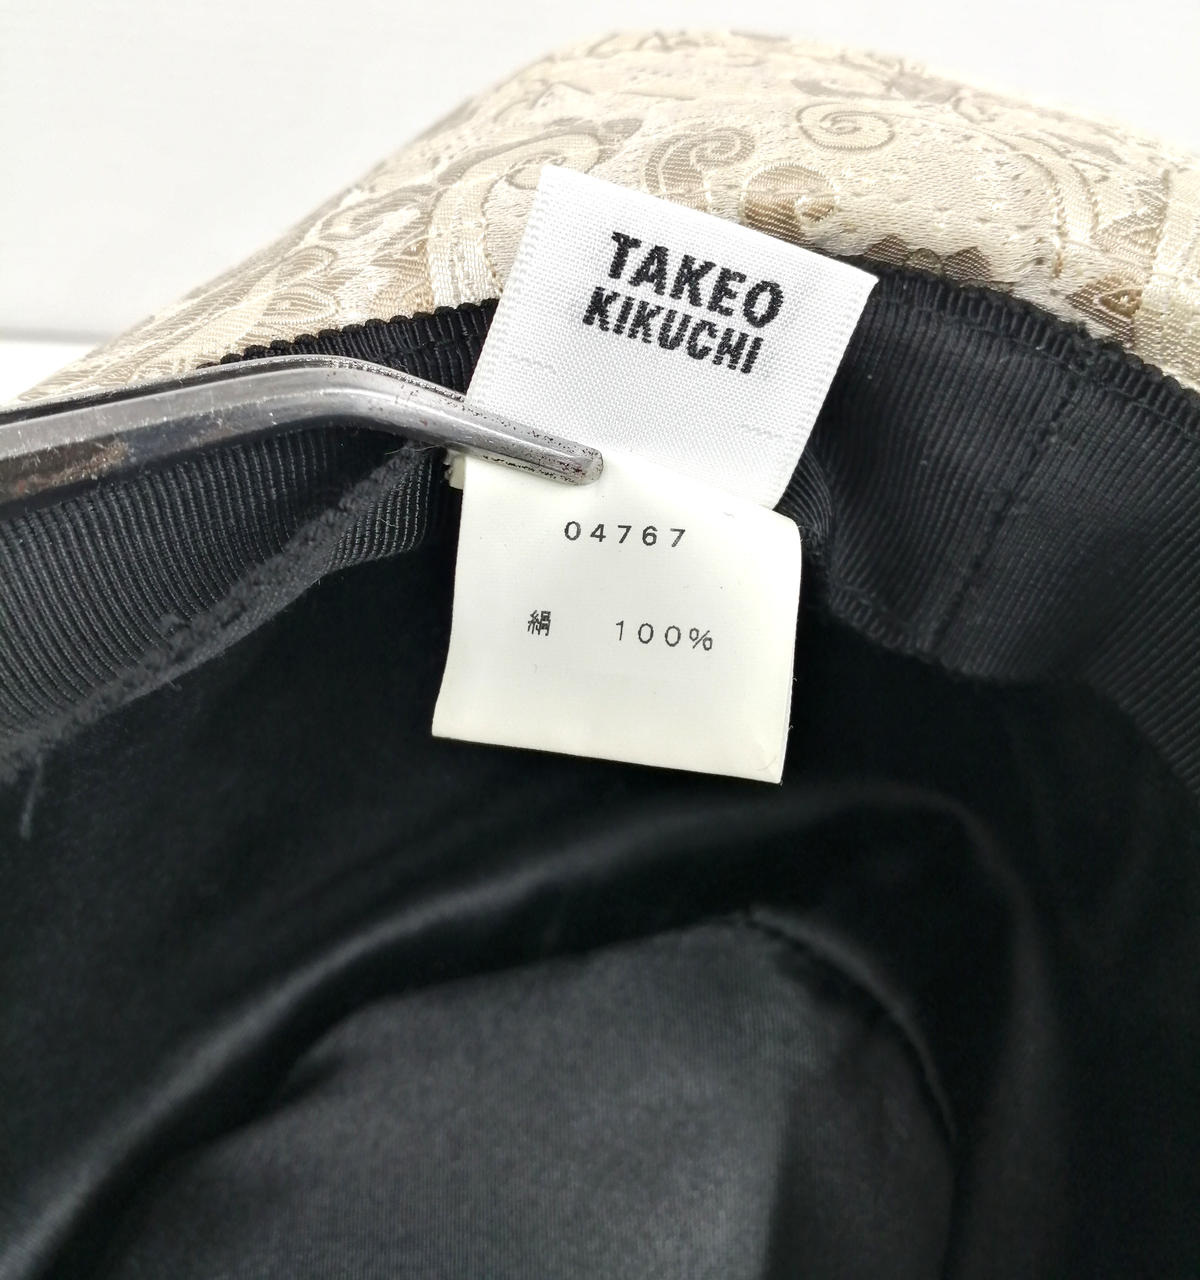 TAKEO
KIKUCHI
04767
絹 100%